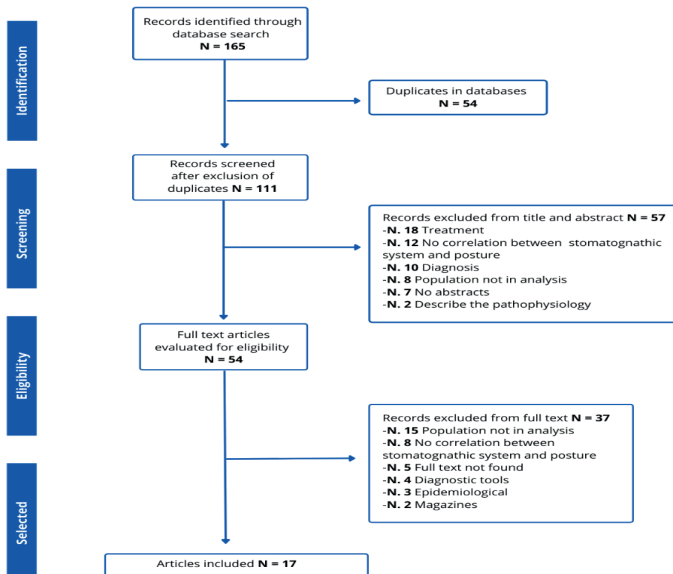 Identification
Records identified through
database search
N = 165
Duplicates in databases
N = 54
Screening
Records screened
after exclusion of
duplicates N = 111
Records excluded from title and abstract N = 57
-N. 18 Treatment
-N. 12 No correlation between stomatognathic
system and posture
-N. 10 Diagnosis
-N. 8 Population not in analysis
-N. 7 No abstracts
-N. 2 Describe the pathophysiology
Eligibility
Full text articles
evaluated for eligibility
N = 54
Records excluded from full text N = 37
-N. 15 Population not in analysis
-N. 8 No correlation between
stomatognathic system and posture
-N. 5 Full text not found
-N. 4 Diagnostic tools
-N. 3 Epidemiological
-N. 2 Magazines
Selected
Articles included N = 17